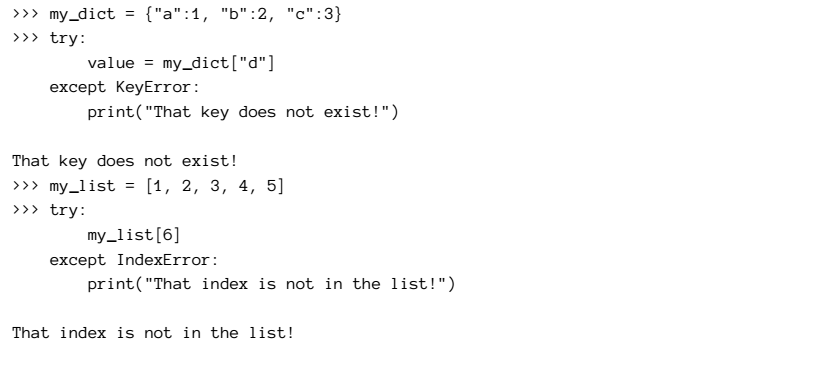 >>> my_dict = {"a":1, "b":2, "c":3}
>>> try:
        value = my_dict["d"]
    except KeyError:
        print("That key does not exist!")

That key does not exist!
>>> my_list = [1, 2, 3, 4, 5]
>>> try:
        my_list[6]
    except IndexError:
        print("That index is not in the list!")

That index is not in the list!